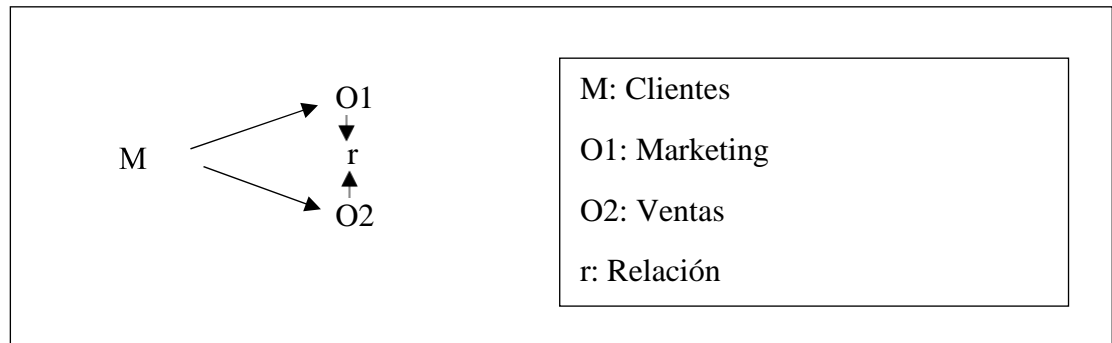 O1
M
r
O2
M: Clientes
O1: Marketing
O2: Ventas
r: Relación